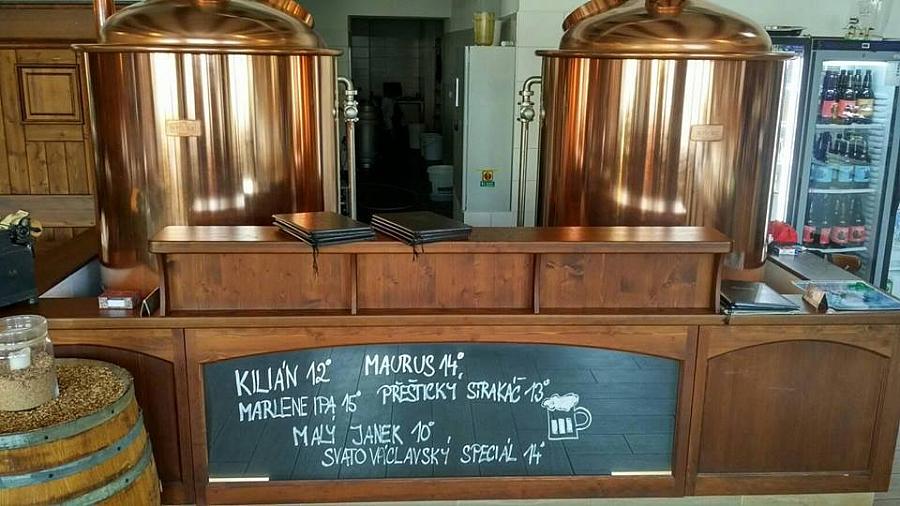 KILIÁN 12°
MAURUS 14°
MARLENE IPA 15°
PŘEŠTICKÝ STRAKÁČ 13°
MALÝ JANEK 10°
SVATOVÁCLAVSKÝ SPECIÁL 14°